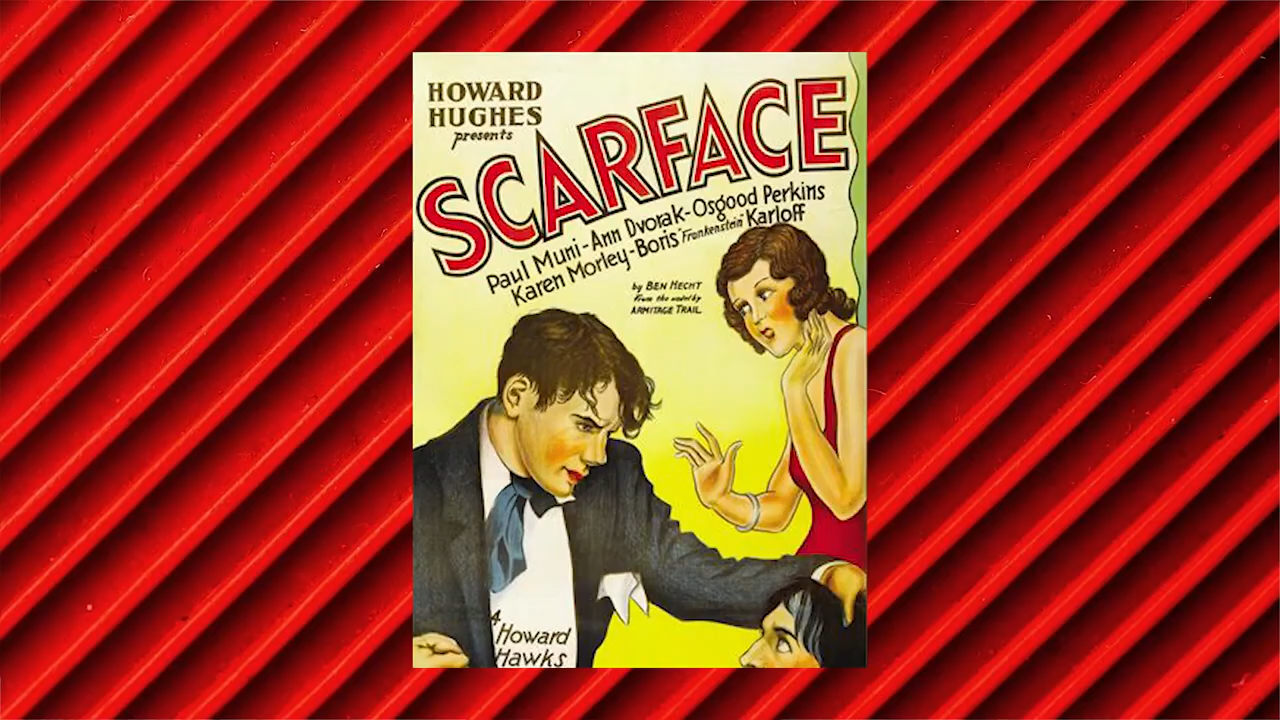 HOWARD
HUGHES
presents
SCARFACE
Paul Muni - Ann Dvorak - Osgood Perkins
Karen Morley - Boris "Frankenstein" Karloff
by BEN HECHT
From the novel by
ARMITAGE TRAIL
A
Howard
Hawks